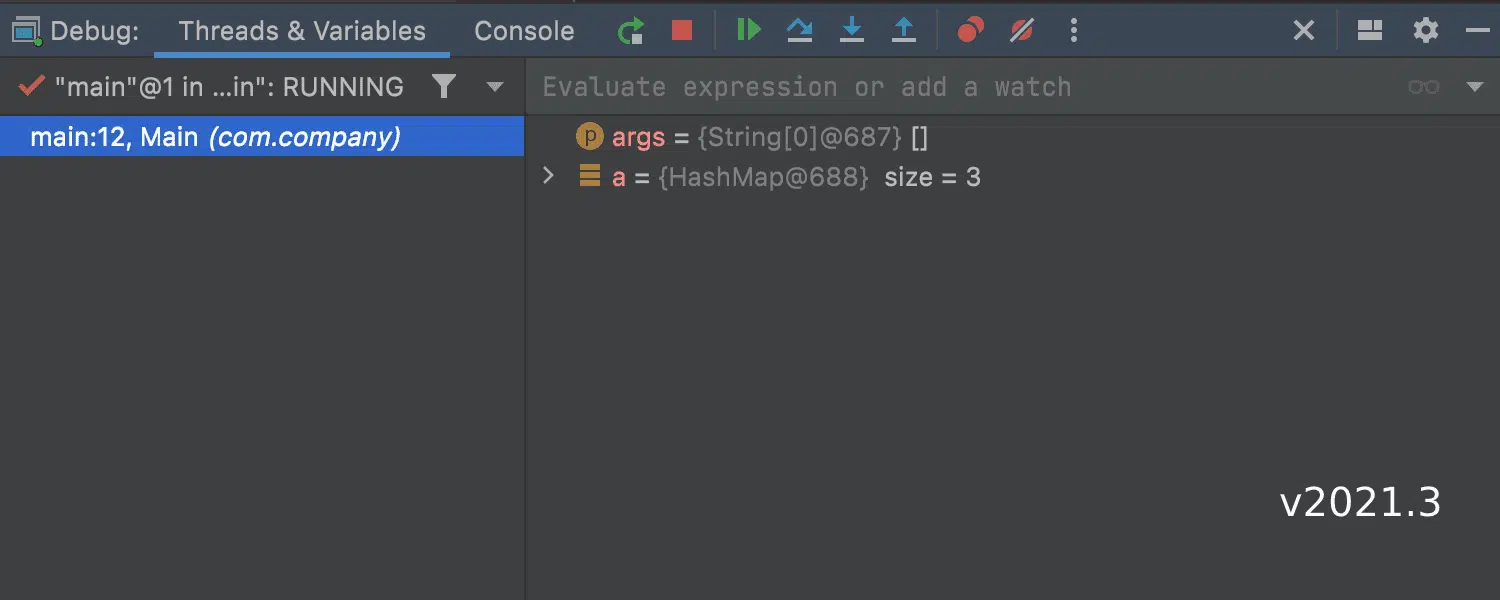 Debug: Threads & Variables Console
"main"@1 in ...in": RUNNING
Evaluate expression or add a watch
main:12, Main (com.company)
p args = {String[0]@687} []
a = {HashMap@688} size = 3
v2021.3